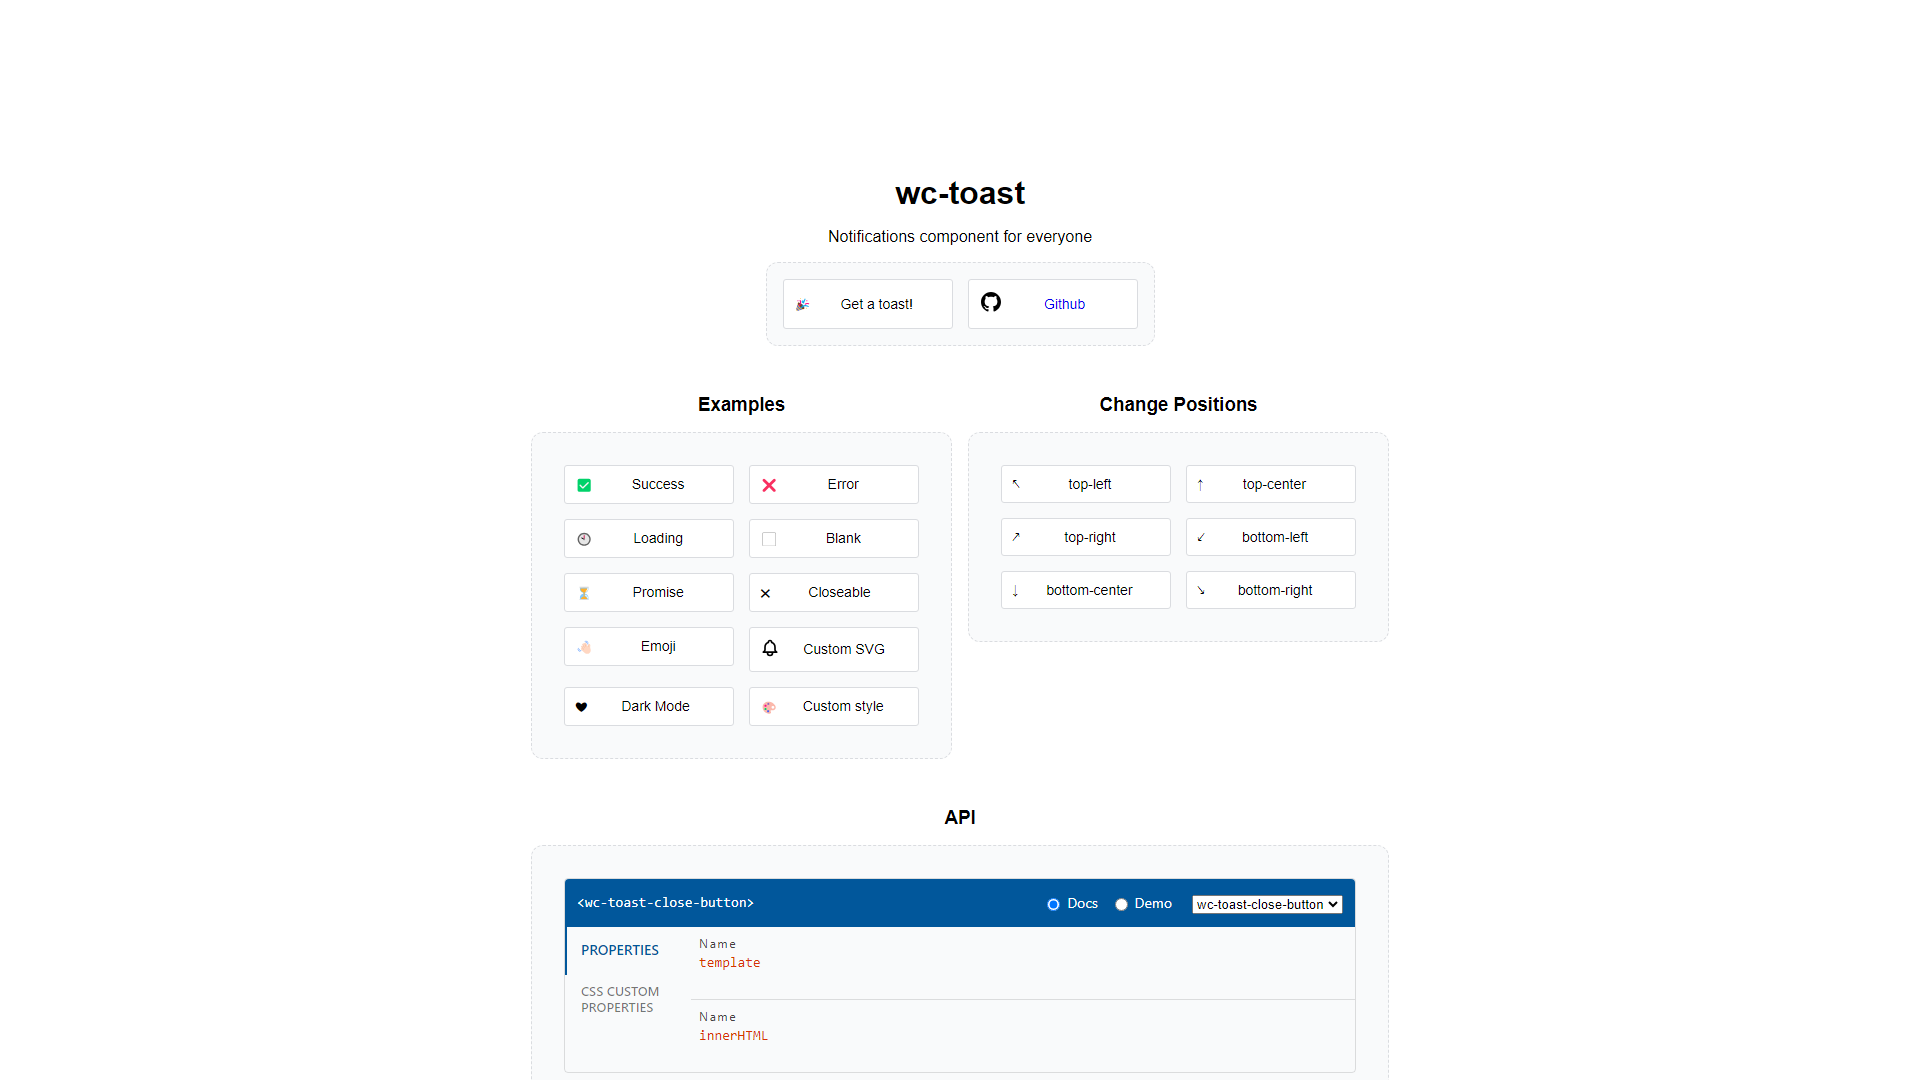 wc-toast
Notifications component for everyone
Get a toast!
Github
Examples
Change Positions
Success
Error
Loading
Blank
Promise
Closeable
Emoji
Custom SVG
Dark Mode
Custom style
top-left
top-center
top-right
bottom-left
bottom-center
bottom-right
API
<wc-toast-close-button>
Docs
Demo
wc-toast-close-button
PROPERTIES
CSS CUSTOM
PROPERTIES
Name
template
Name
innerHTML